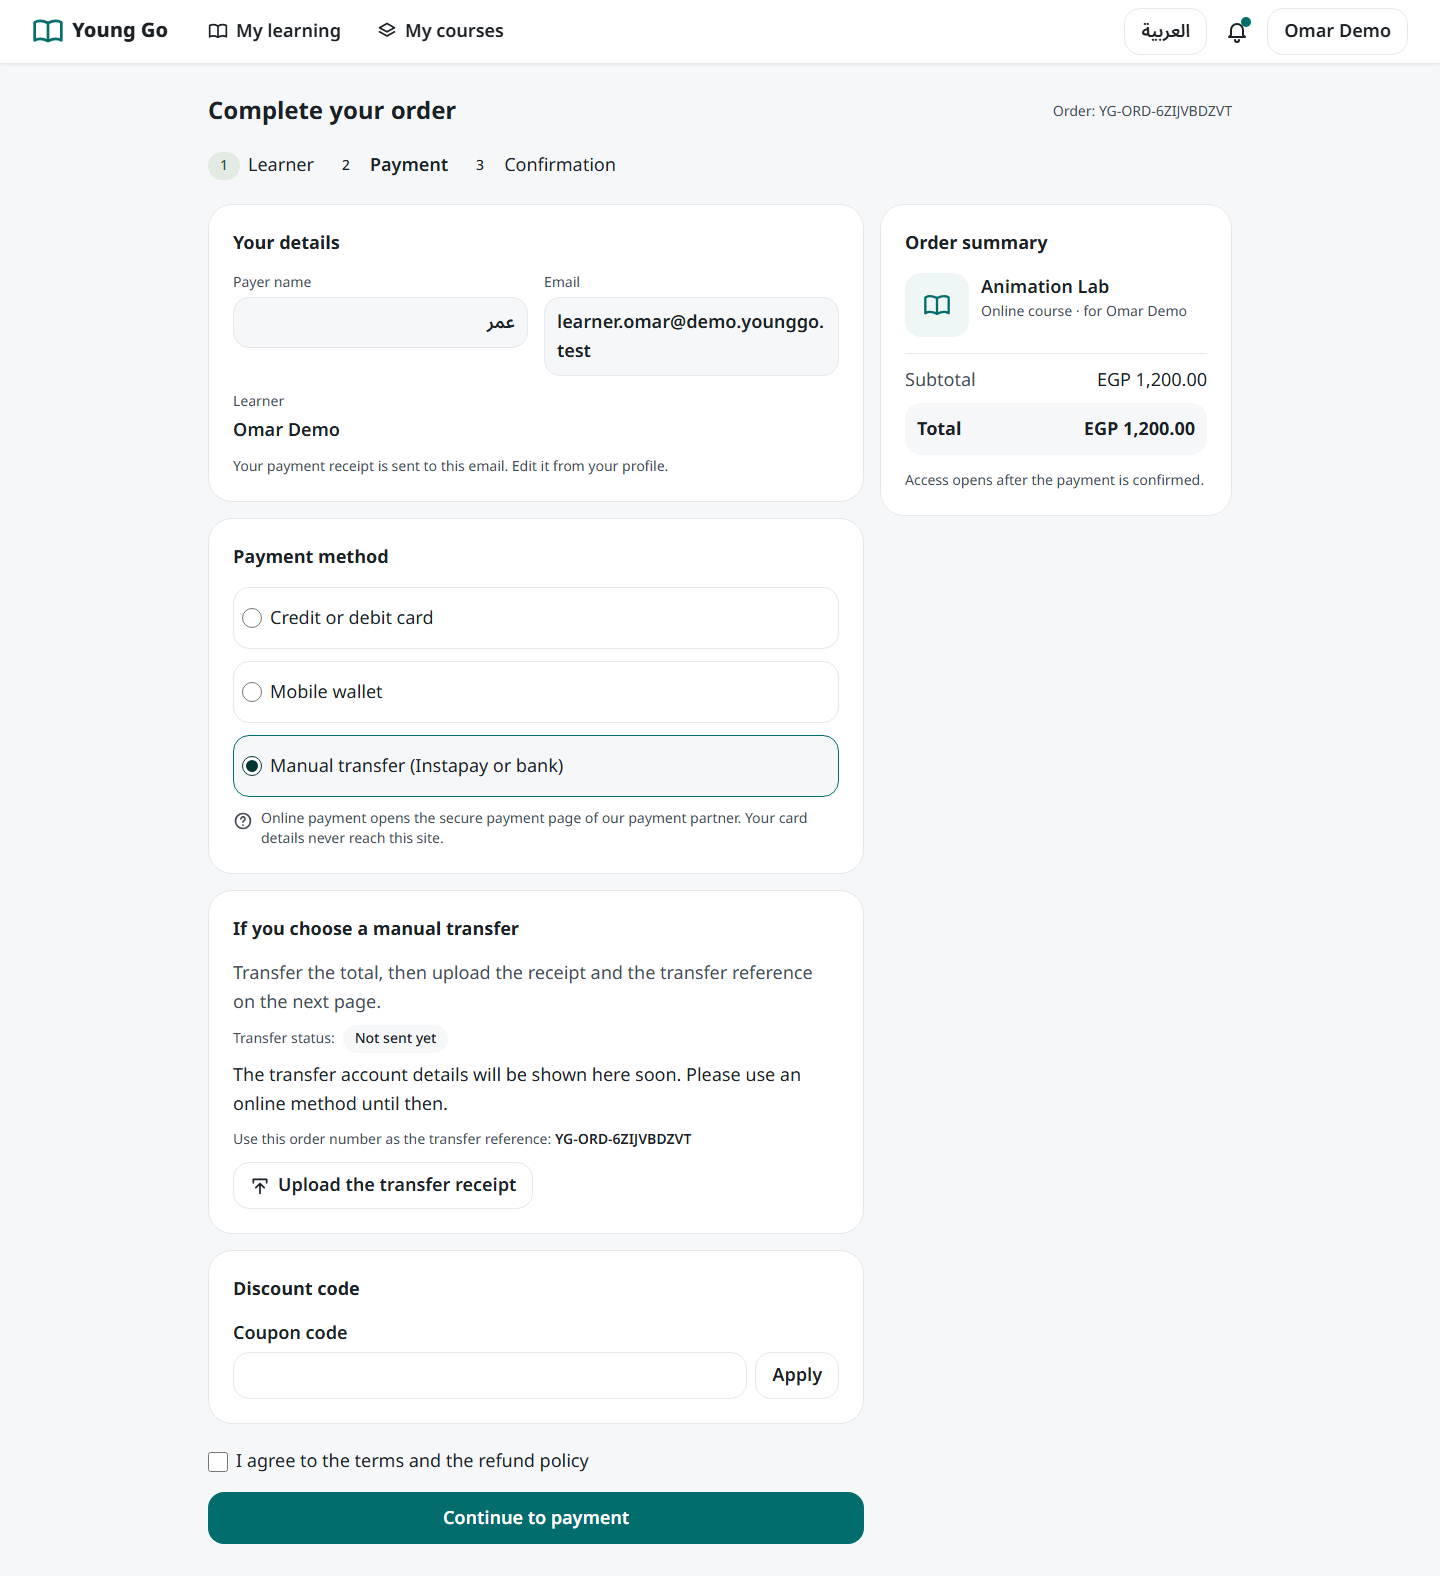 Young Go
My learning
My courses
العربية
Omar Demo
Complete your order
Order: YG-ORD-6ZIJVBDZVT
1 Learner 2 Payment 3 Confirmation
Your details
Payer name
عمر
Email
learner.omar@demo.younggo.
test
Learner
Omar Demo
Your payment receipt is sent to this email. Edit it from your profile.
Order summary
Animation Lab
Online course · for Omar Demo
Subtotal EGP 1,200.00
Total EGP 1,200.00
Access opens after the payment is confirmed.
Payment method
Credit or debit card
Mobile wallet
Manual transfer (Instapay or bank)
Online payment opens the secure payment page of our payment partner. Your card
details never reach this site.
If you choose a manual transfer
Transfer the total, then upload the receipt and the transfer reference
on the next page.
Transfer status: Not sent yet
The transfer account details will be shown here soon. Please use an
online method until then.
Use this order number as the transfer reference: YG-ORD-6ZIJVBDZVT
Upload the transfer receipt
Discount code
Coupon code
Apply
I agree to the terms and the refund policy
Continue to payment